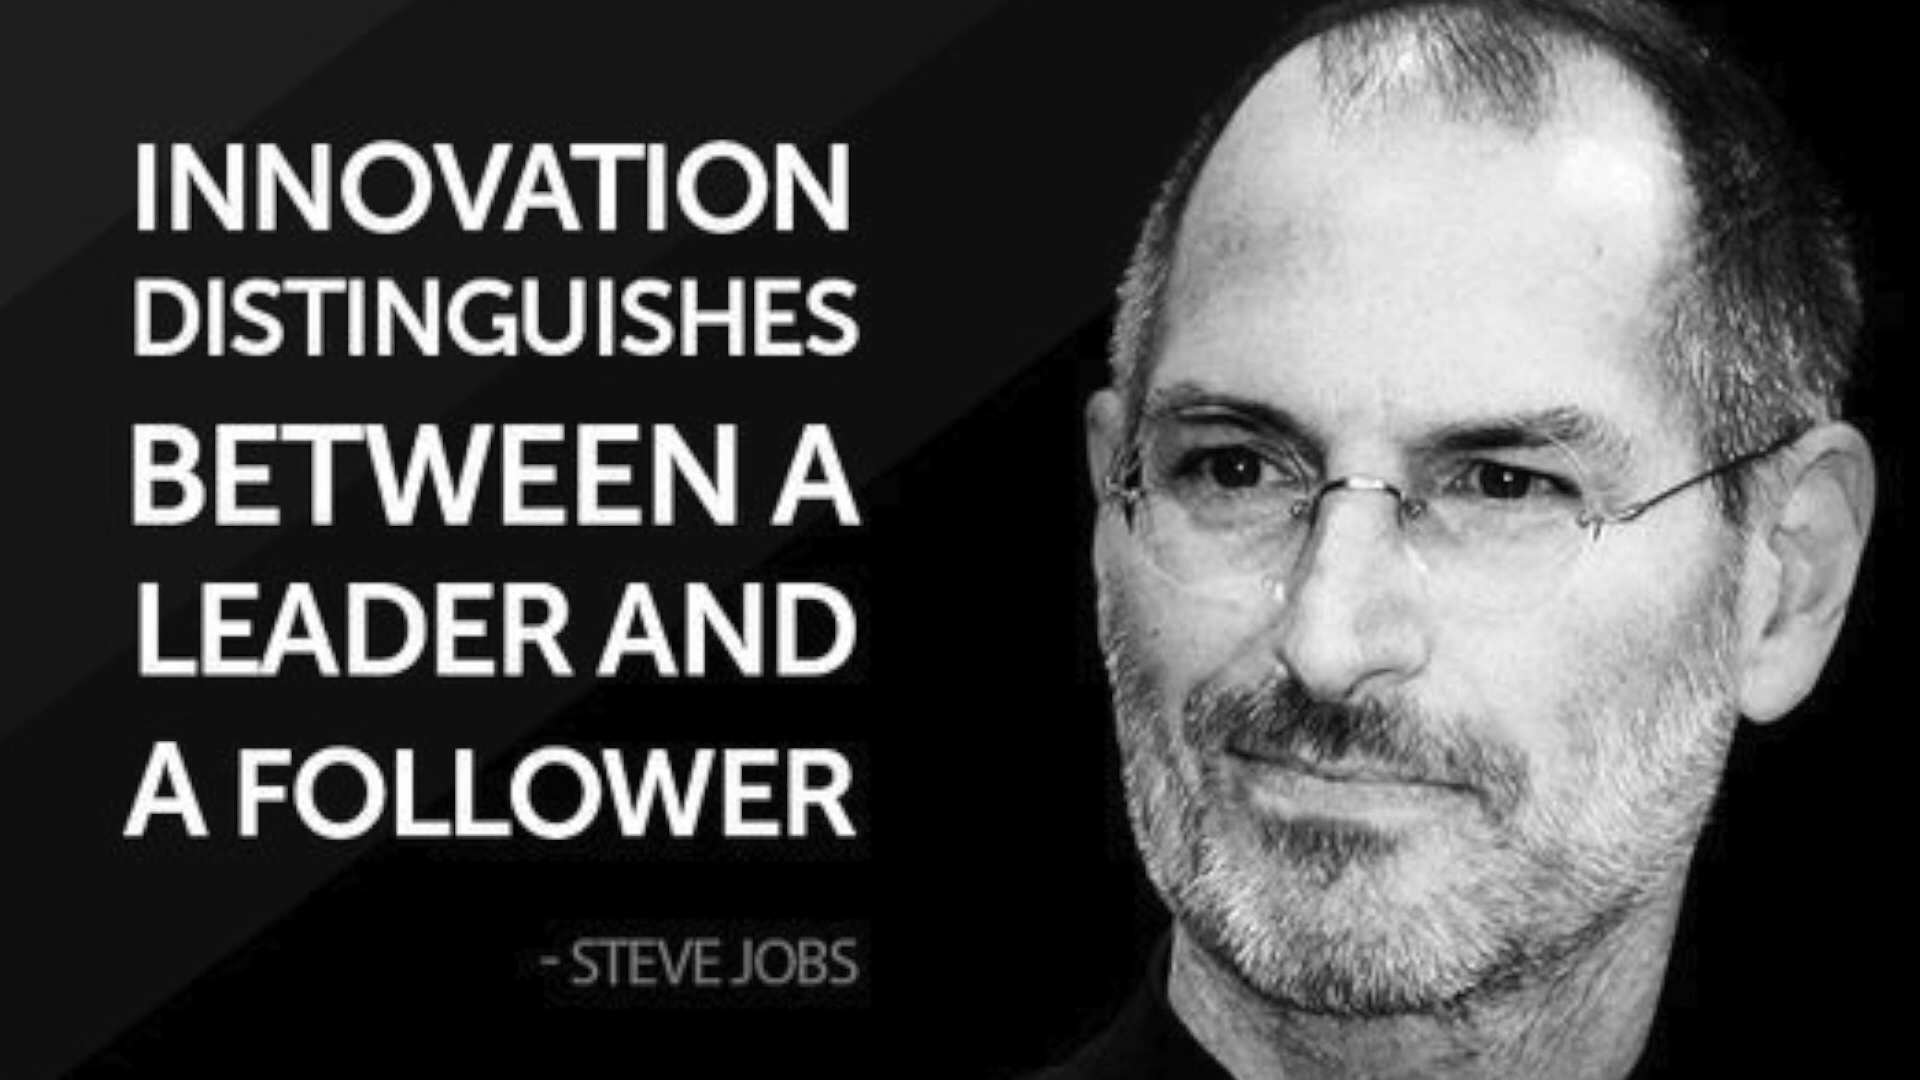 INNOVATION
DISTINGUISHES
BETWEEN A
LEADER AND
A FOLLOWER
- STEVE JOBS